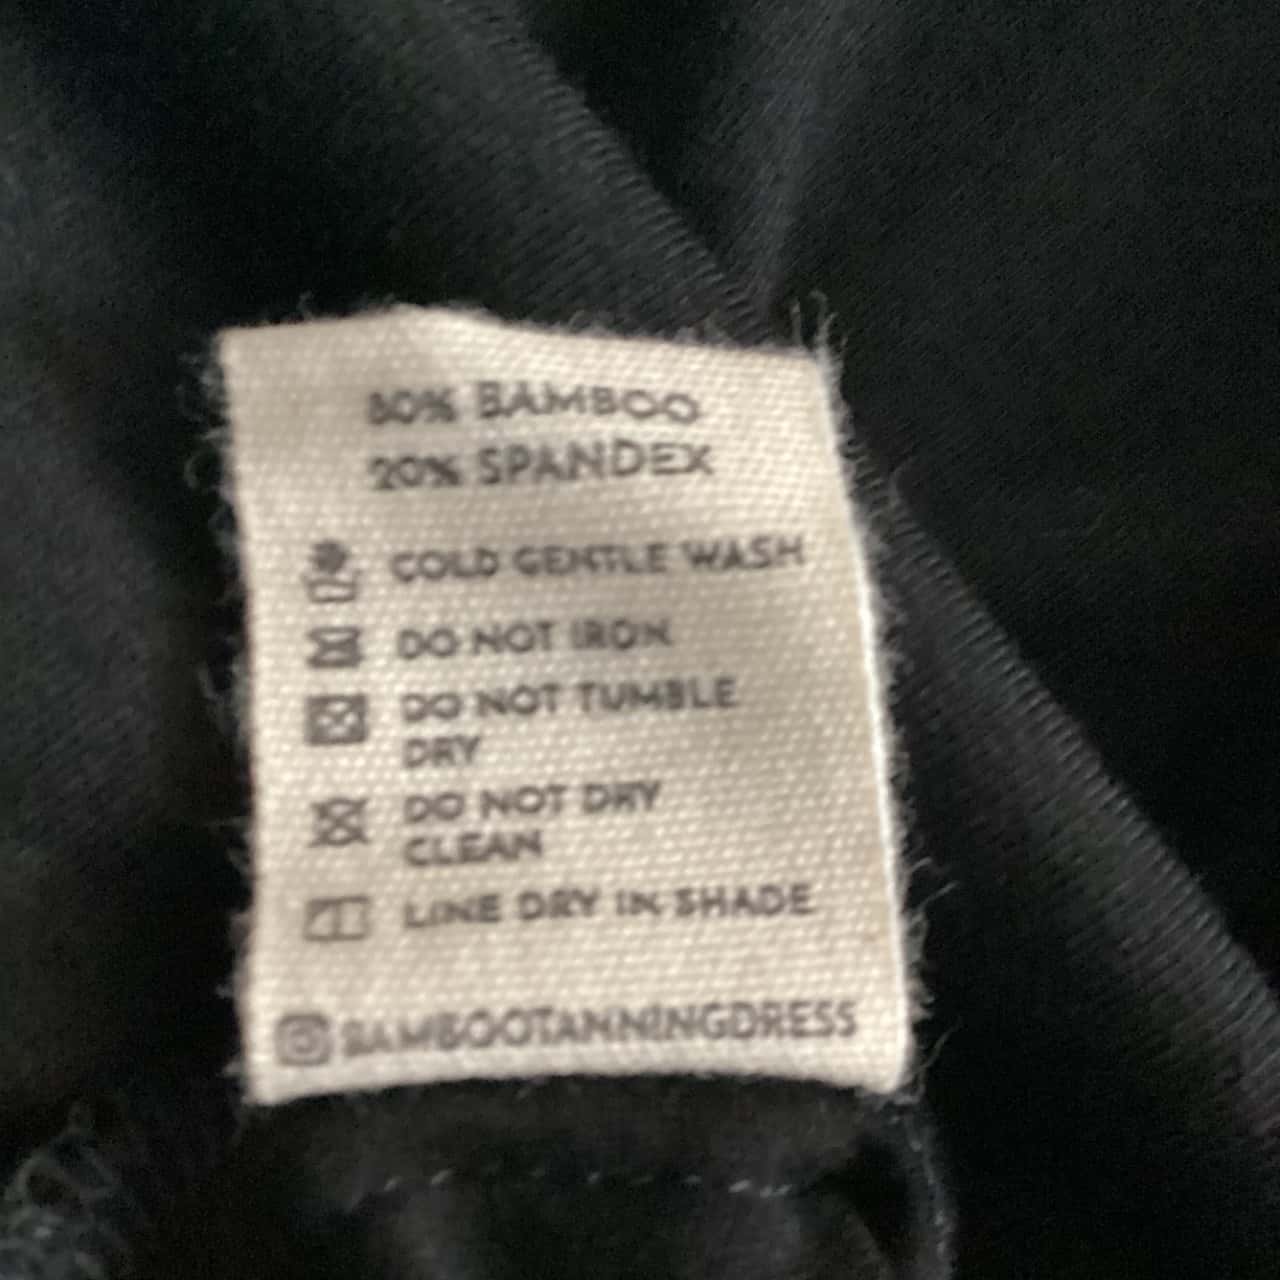 80% BAMBOO
20% SPANDEX
COLD GENTLE WASH
DO NOT IRON
DO NOT TUMBLE
DRY
DO NOT DRY
CLEAN
LINE DRY IN SHADE
BAMBOOTANNINGDRESS